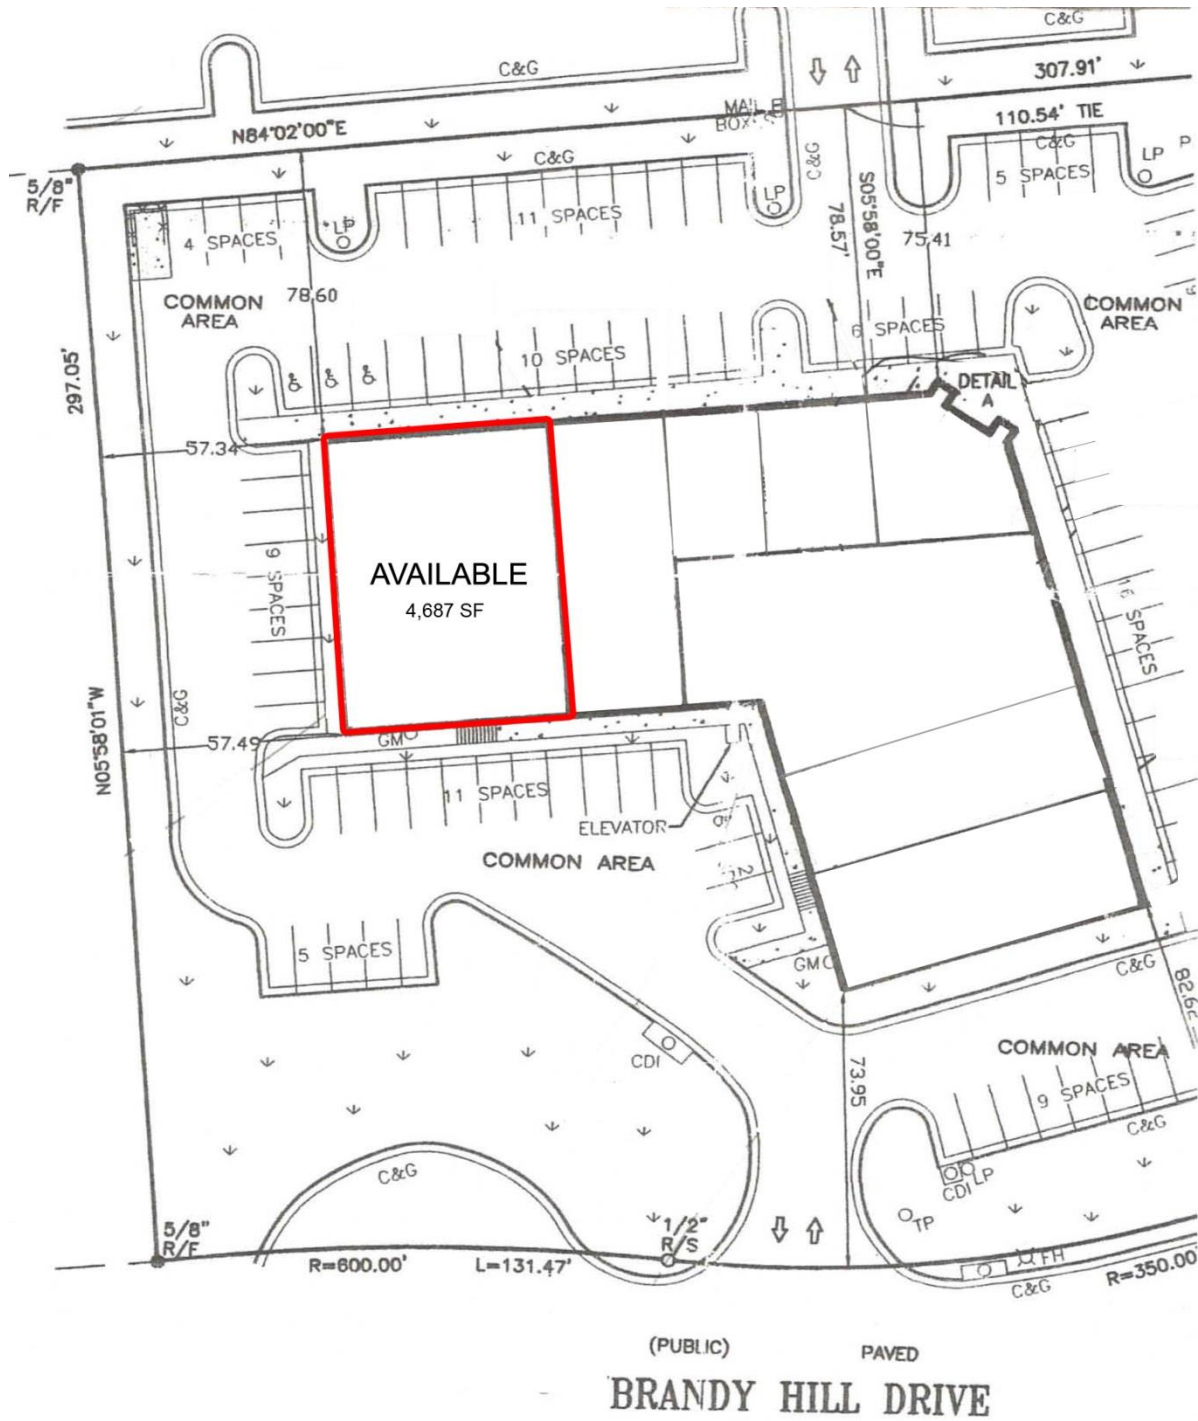 C&G
C&G
307.91'
N84°02'00"E
110.54' TIE
C&G
C&G
C&G
LP
P
5/8"
R/F
LP
5 SPACES
4 SPACES
LP
11 SPACES
78.57'
S05°58'00"E
75.41
COMMON
AREA
78.60
COMMON
AREA
6 SPACES
10 SPACES
297.05'
DETAIL
A
57.34
9 SPACES
AVAILABLE
4,687 SF
16 SPACES
N05°58'01"W
C&G
57.49
GM
11 SPACES
ELEVATOR
COMMON AREA
5 SPACES
GM
C&G
82.62
CDI
COMMON AREA
73.95
9 SPACES
C&G
C&G
CDI
LP
TP
5/8"
R/F
1/2"
R/S
R=600.00'
L=131.47'
FH
C&G
R=350.00
(PUBLIC)
PAVED
BRANDY HILL DRIVE